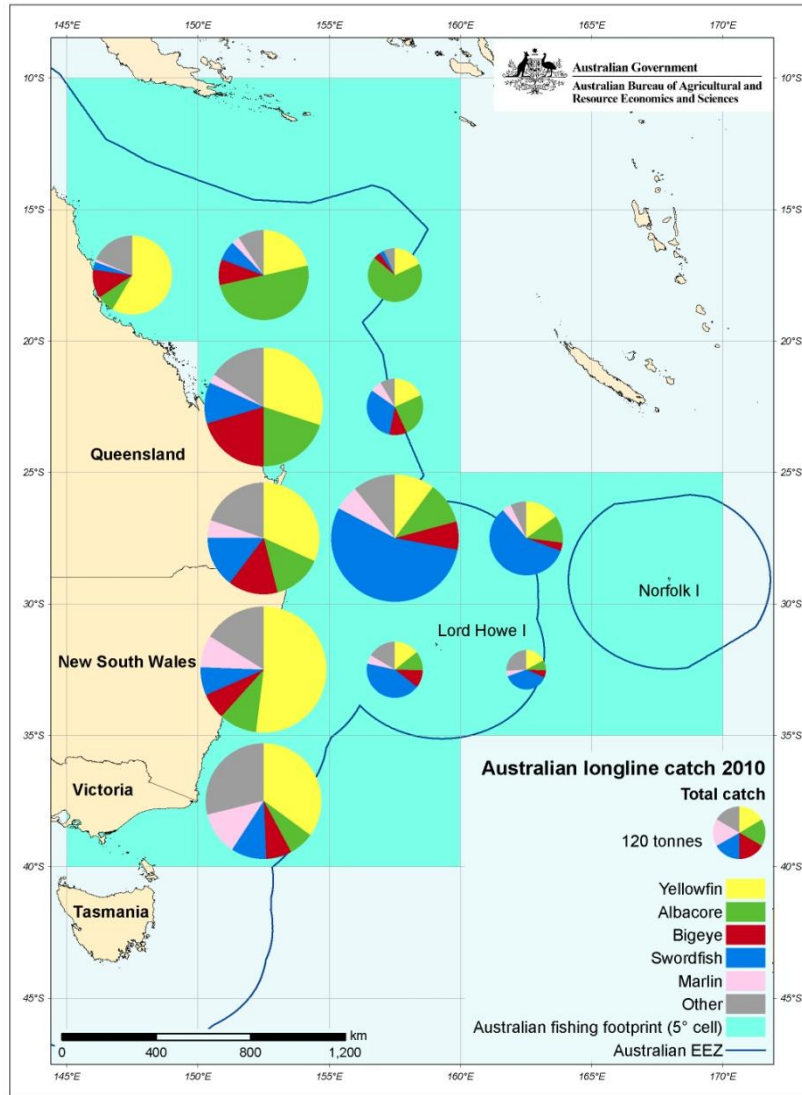 145°E 150°E 155°E 160°E 165°E 170°E
Australian Government
Australian Bureau of Agricultural and
Resource Economics and Sciences
10°S 10°S
15°S 15°S
20°S 20°S
Queensland
25°S 25°S
Norfolk I
30°S 30°S
Lord Howe I
New South Wales
35°S 35°S
Victoria
40°S
Tasmania
45°S
Australian longline catch 2010
Total catch
120 tonnes
Yellowfin
Albacore
Bigeye
Swordfish
Marlin
Other
Australian fishing footprint (5° cell)
Australian EEZ
km
0 400 800 1,200
145°E 150°E 155°E 160°E 165°E 170°E